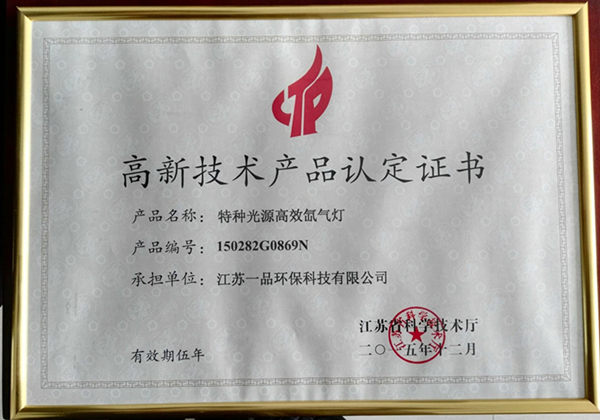 高新技术产品认定证书
产品名称：特种光源高效氙气灯
产品编号：150282G0869N
承担单位：江苏一品环保科技有限公司
江苏省科学技术厅
二〇一五年十二月
有效期伍年